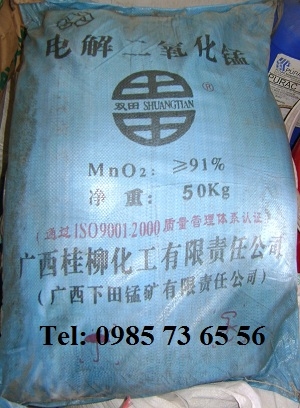 电解二氧化锰
双田 SHUANGTIAN ®
MnO₂: ≥91%
净 重: 50Kg
(通过ISO9001-2000质量管理体系认证)
广西桂柳化工有限责任公司
(广西下田锰矿有限责任公司)
Tel: 0985 73 65 56
PURAC